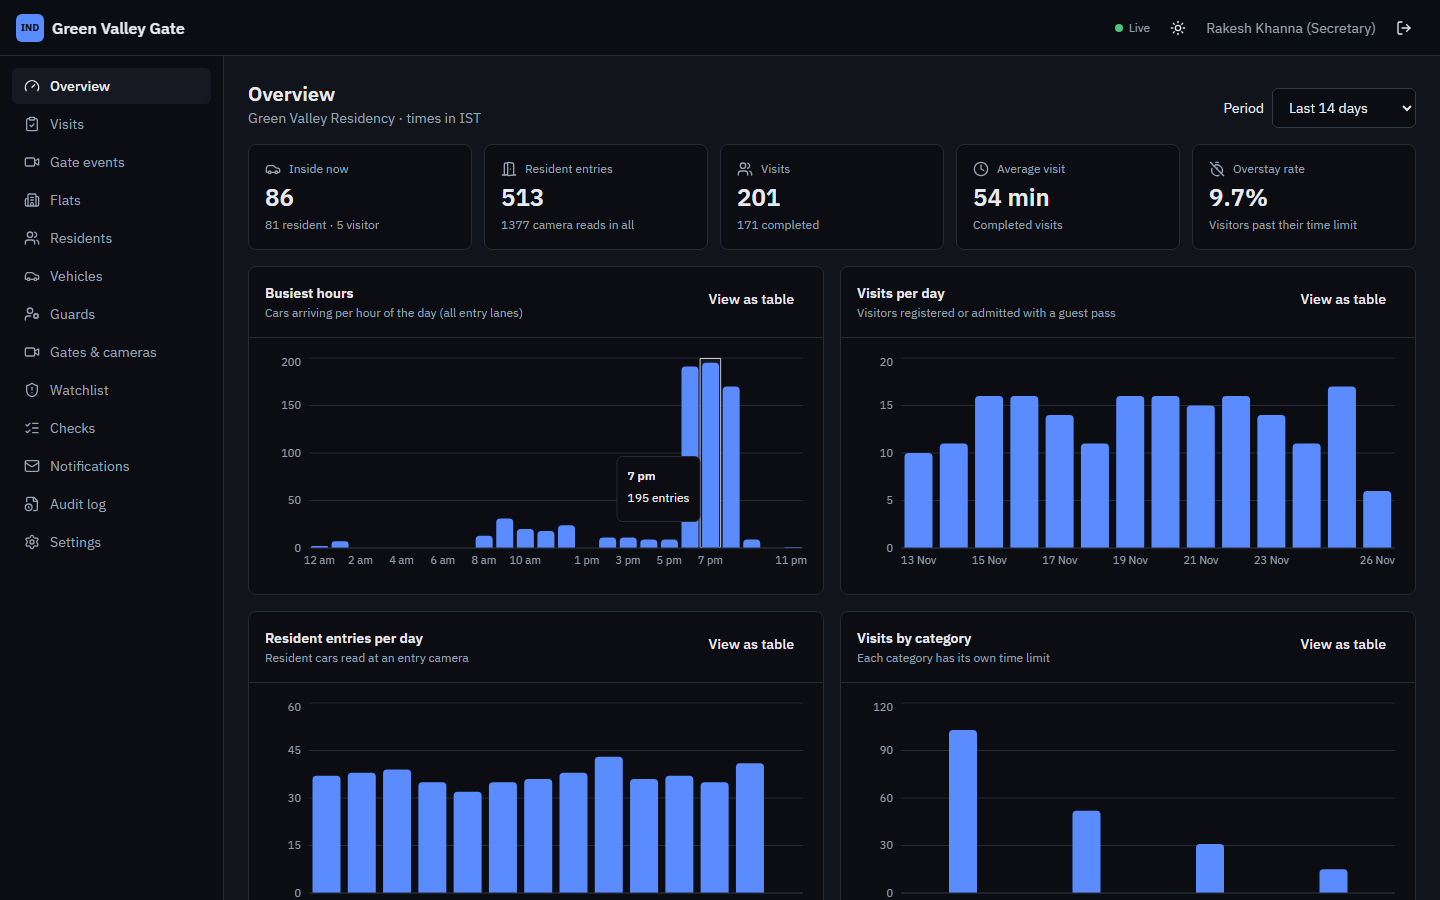 IND Green Valley Gate
Live
Rakesh Khanna (Secretary)
Overview
Visits
Gate events
Flats
Residents
Vehicles
Guards
Gates & cameras
Watchlist
Checks
Notifications
Audit log
Settings
Overview
Green Valley Residency · times in IST
Period
Last 14 days
Inside now
86
81 resident · 5 visitor
Resident entries
513
1377 camera reads in all
Visits
201
171 completed
Average visit
54 min
Completed visits
Overstay rate
9.7%
Visitors past their time limit
Busiest hours
Cars arriving per hour of the day (all entry lanes)
View as table
200
150
100
50
0
7 pm
195 entries
12 am 2 am 4 am 6 am 8 am 10 am 1 pm 3 pm 5 pm 7 pm 11 pm
Visits per day
Visitors registered or admitted with a guest pass
View as table
20
15
10
5
0
13 Nov 15 Nov 17 Nov 19 Nov 21 Nov 23 Nov 26 Nov
Resident entries per day
Resident cars read at an entry camera
View as table
60
45
30
15
0
Visits by category
Each category has its own time limit
View as table
120
90
60
30
0